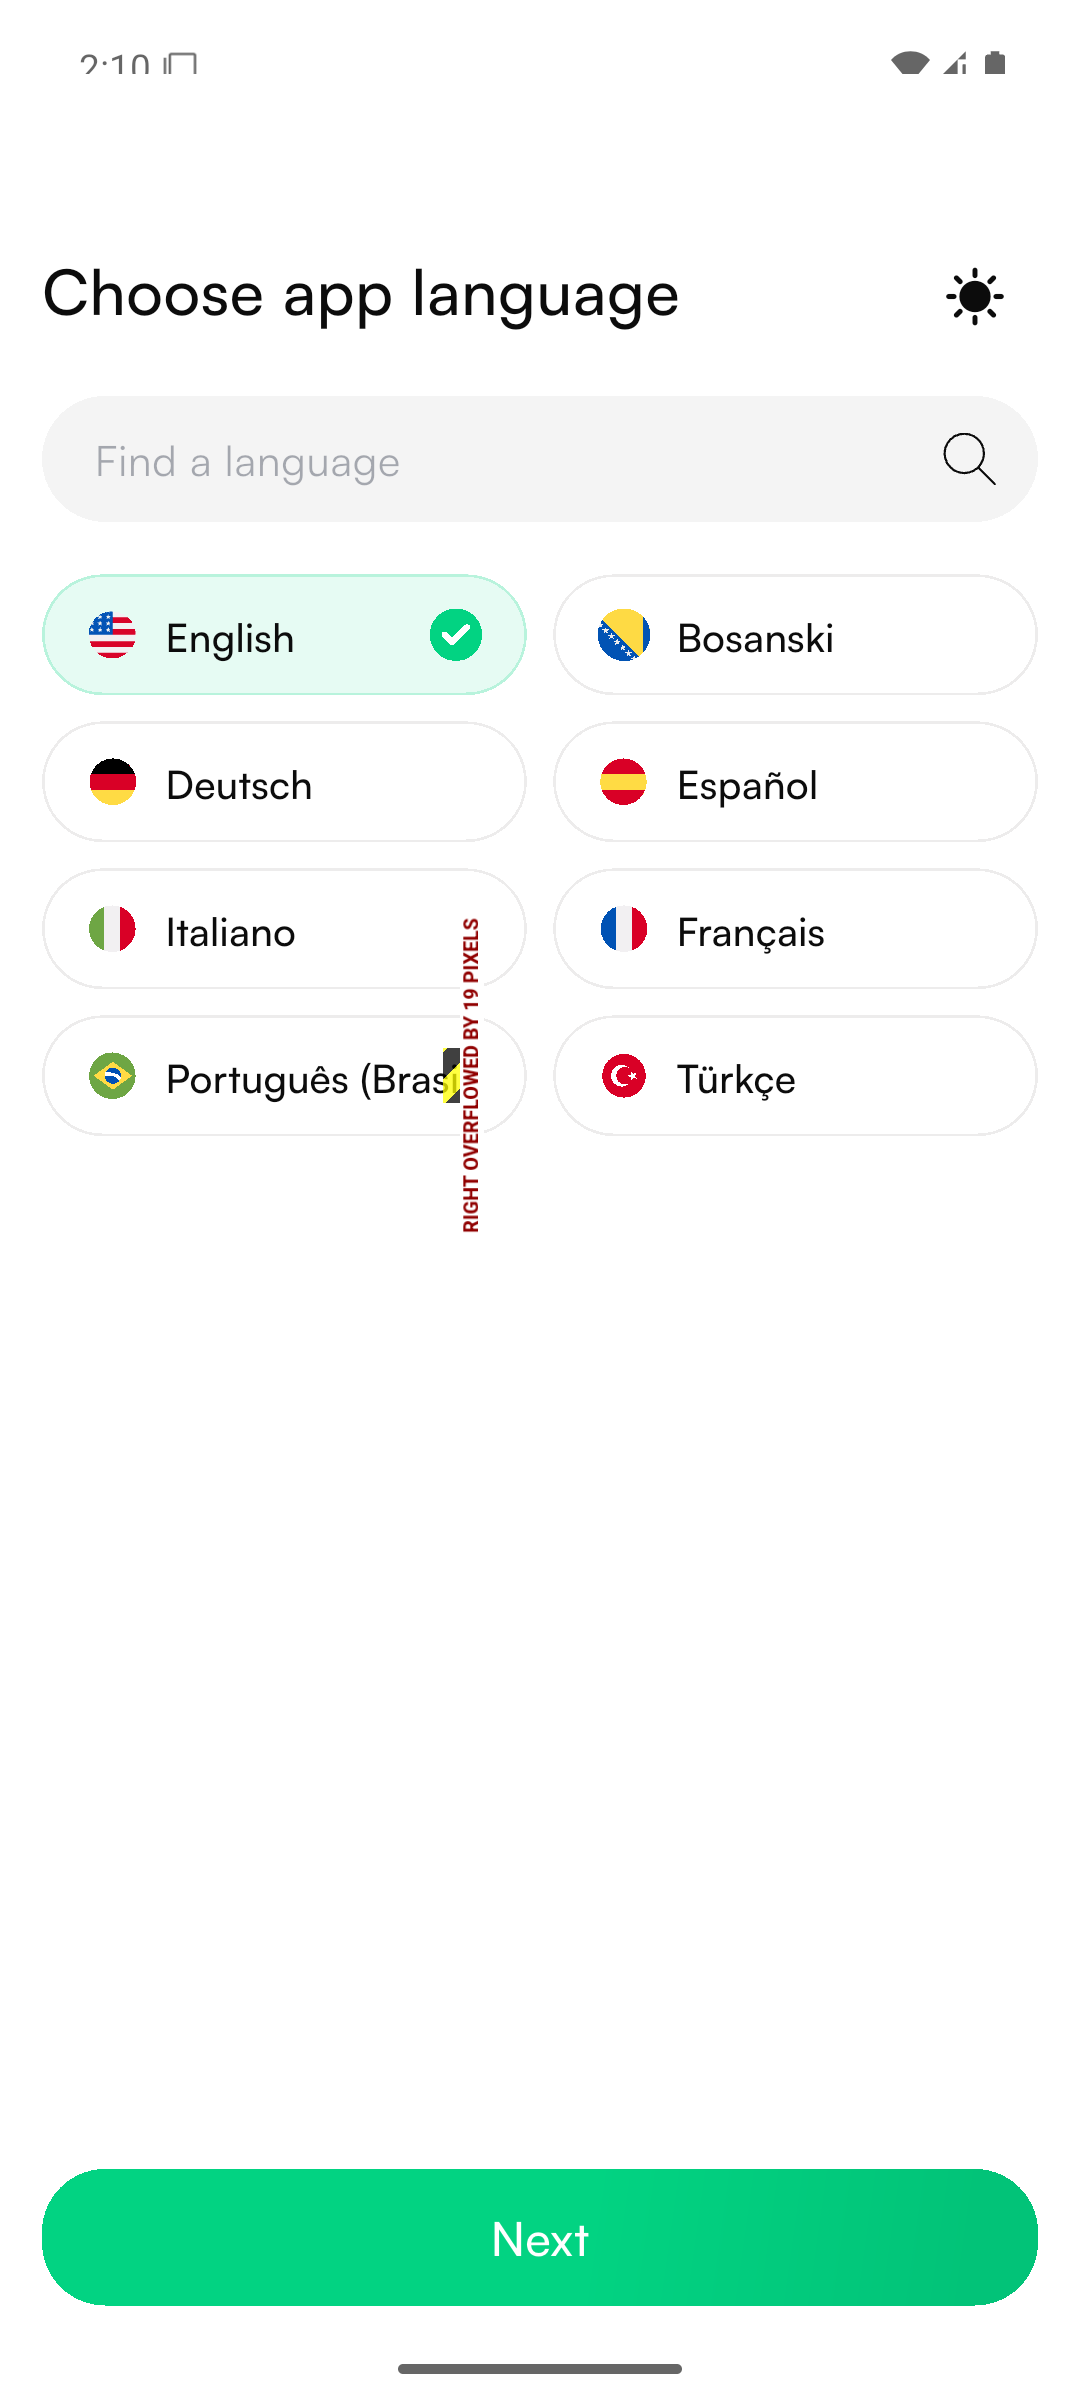 2:10
Choose app language
Find a language
English
Bosanski
Deutsch
Español
Italiano
Français
Português (Brasi
Türkçe
RIGHT OVERFLOWED BY 19 PIXELS
Next